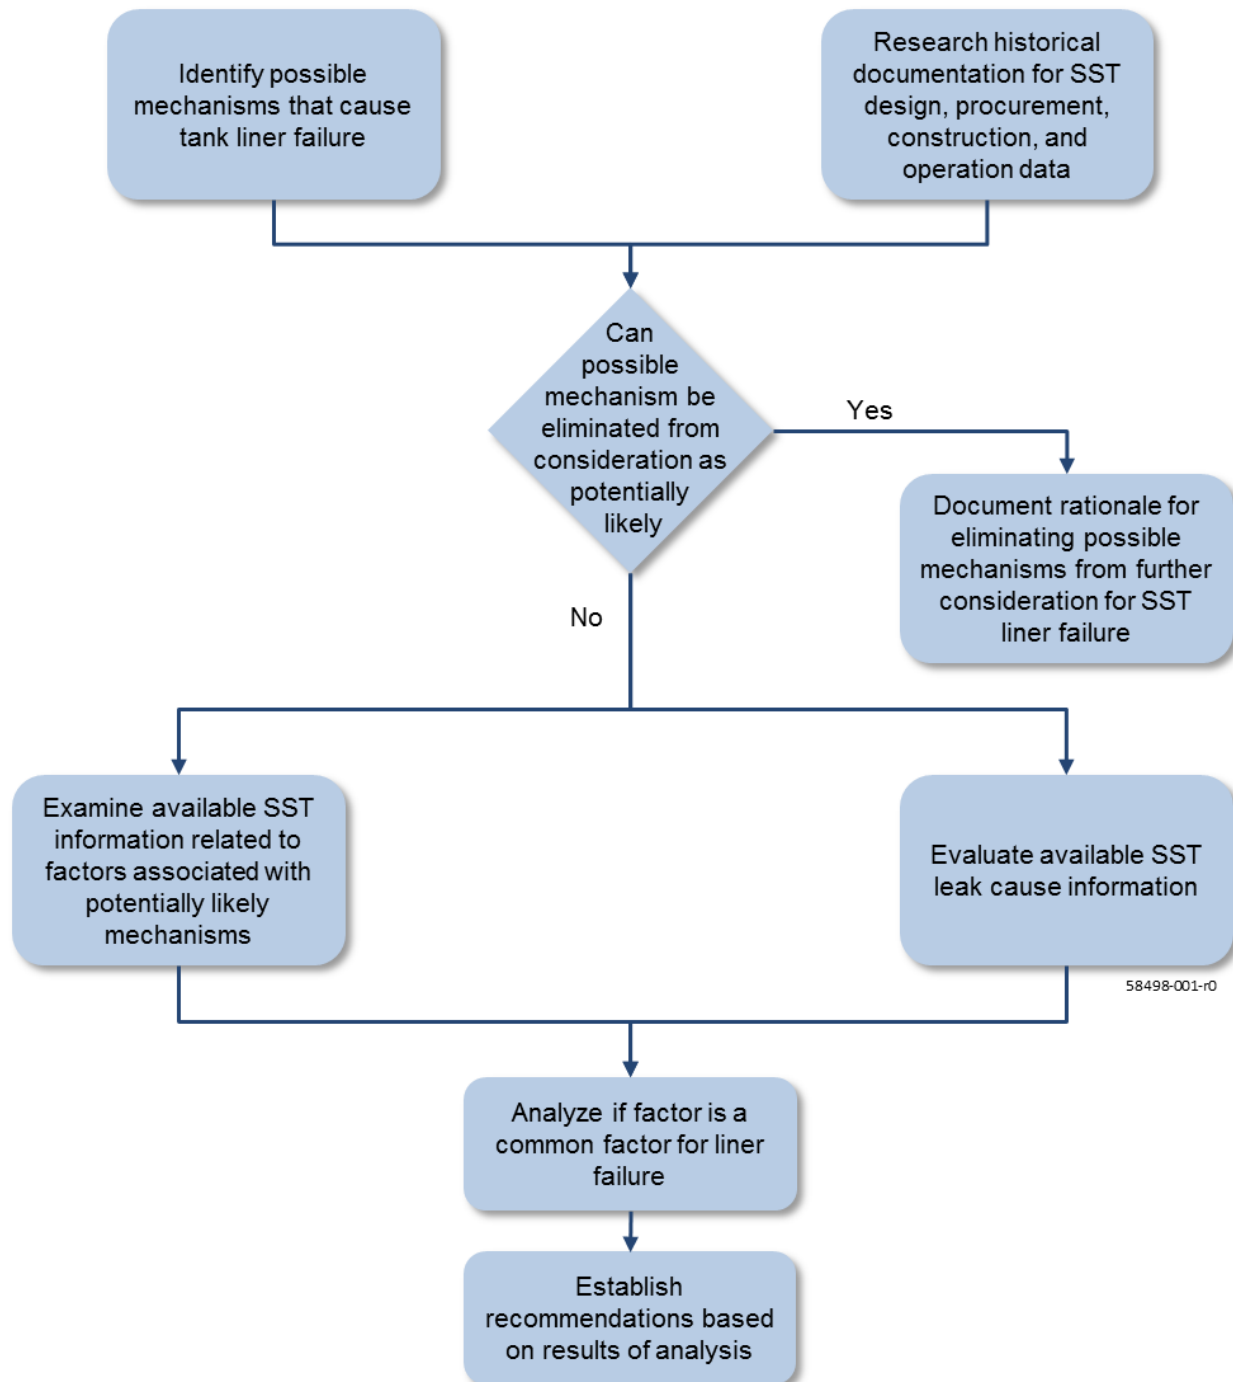 Identify possible
mechanisms that cause
tank liner failure
Research historical
documentation for SST
design, procurement,
construction, and
operation data
Can
possible
mechanism be
eliminated from
consideration as
potentially
likely
Yes
Document rationale for
eliminating possible
mechanisms from further
consideration for SST
liner failure
No
Examine available SST
information related to
factors associated with
potentially likely
mechanisms
Evaluate available SST
leak cause information
58498-001-r0
Analyze if factor is a
common factor for liner
failure
Establish
recommendations based
on results of analysis